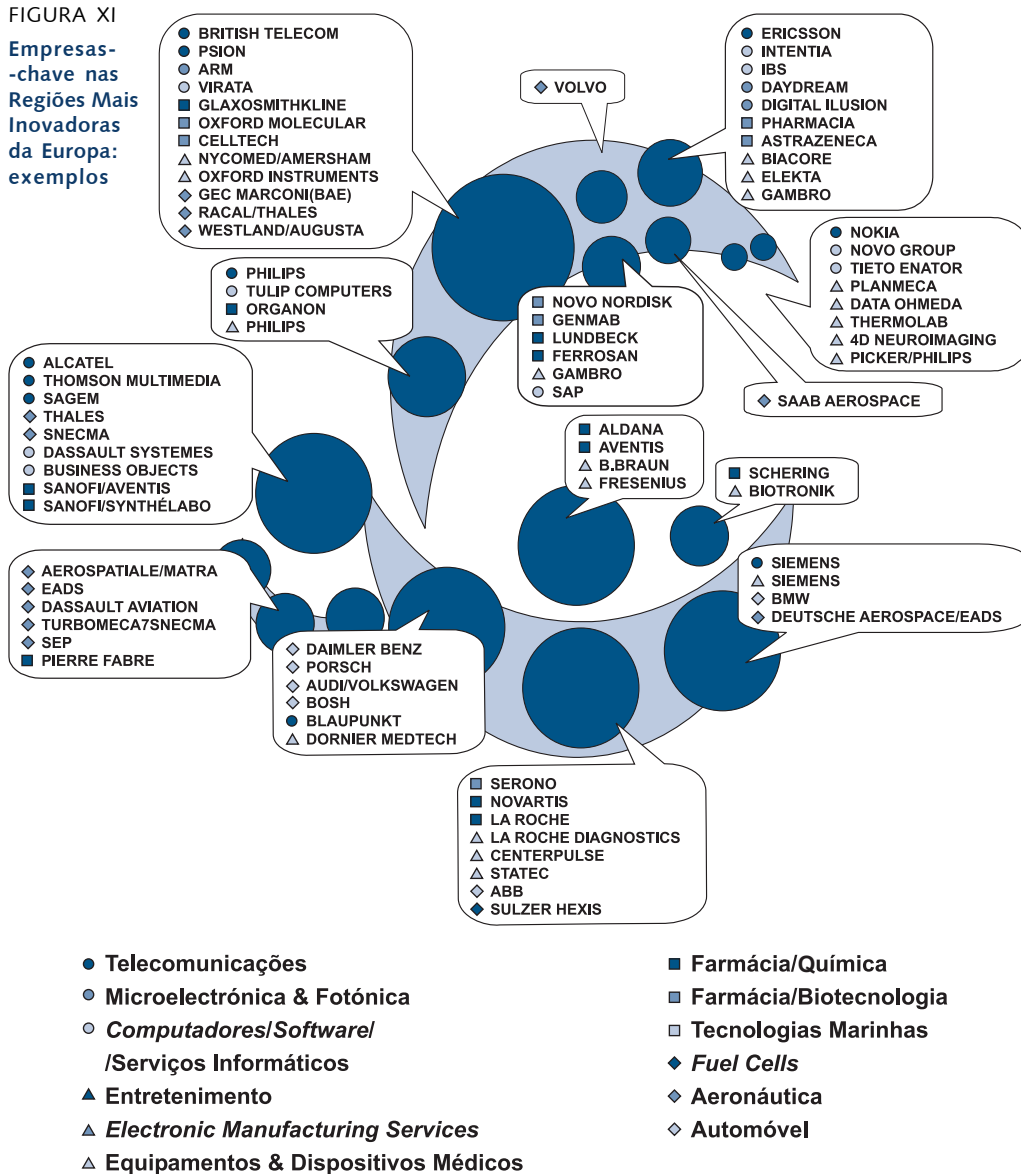 FIGURA XI
Empresas-
-chave nas
Regiões Mais
Inovadoras
da Europa:
exemplos
BRITISH TELECOM
PSION
ARM
VIRATA
GLAXOSMITHKLINE
OXFORD MOLECULAR
CELLTECH
NYCOMED/AMERSHAM
OXFORD INSTRUMENTS
GEC MARCONI(BAE)
RACAL/THALES
WESTLAND/AUGUSTA
VOLVO
ERICSSON
INTENTIA
IBS
DAYDREAM
DIGITAL ILUSION
PHARMACIA
ASTRAZENECA
BIACORE
ELEKTA
GAMBRO
NOKIA
NOVO GROUP
TIETO ENATOR
PLANMECA
DATA OHMEDA
THERMOLAB
4D NEUROIMAGING
PICKER/PHILIPS
PHILIPS
TULIP COMPUTERS
ORGANON
PHILIPS
NOVO NORDISK
GENMAB
LUNDBECK
FERROSAN
GAMBRO
SAP
SAAB AEROSPACE
ALCATEL
THOMSON MULTIMEDIA
SAGEM
THALES
SNECMA
DASSAULT SYSTEMES
BUSINESS OBJECTS
SANOFI/AVENTIS
SANOFI/SYNTHÉLABO
ALDANA
AVENTIS
B.BRAUN
FRESENIUS
SCHERING
BIOTRONIK
AEROSPATIALE/MATRA
EADS
DASSAULT AVIATION
TURBOMECA7SNECMA
SEP
PIERRE FABRE
SIEMENS
SIEMENS
BMW
DEUTSCHE AEROSPACE/EADS
DAIMLER BENZ
PORSCH
AUDI/VOLKSWAGEN
BOSH
BLAUPUNKT
DORNIER MEDTECH
SERONO
NOVARTIS
LA ROCHE
LA ROCHE DIAGNOSTICS
CENTERPULSE
STATEC
ABB
SULZER HEXIS
Telecomunicações
Microelectrónica & Fotónica
Computadores/Software/
/Serviços Informáticos
Entretenimento
Electronic Manufacturing Services
Equipamentos & Dispositivos Médicos
Farmácia/Química
Farmácia/Biotecnologia
Tecnologias Marinhas
Fuel Cells
Aeronáutica
Automóvel